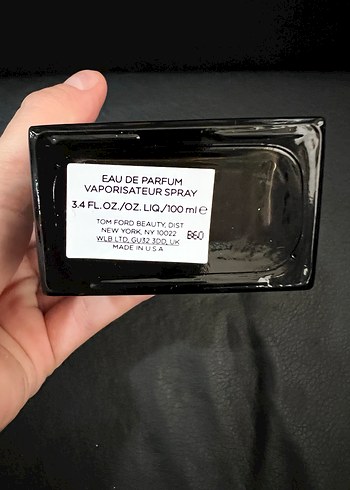 EAU DE PARFUM
VAPORISATEUR SPRAY
3.4 FL.OZ./OZ. LIQ./100 ml ℮
TOM FORD BEAUTY, DIST
NEW YORK, NY 10022
WLB LTD, GU32 3DD, UK
MADE IN U S A
B60